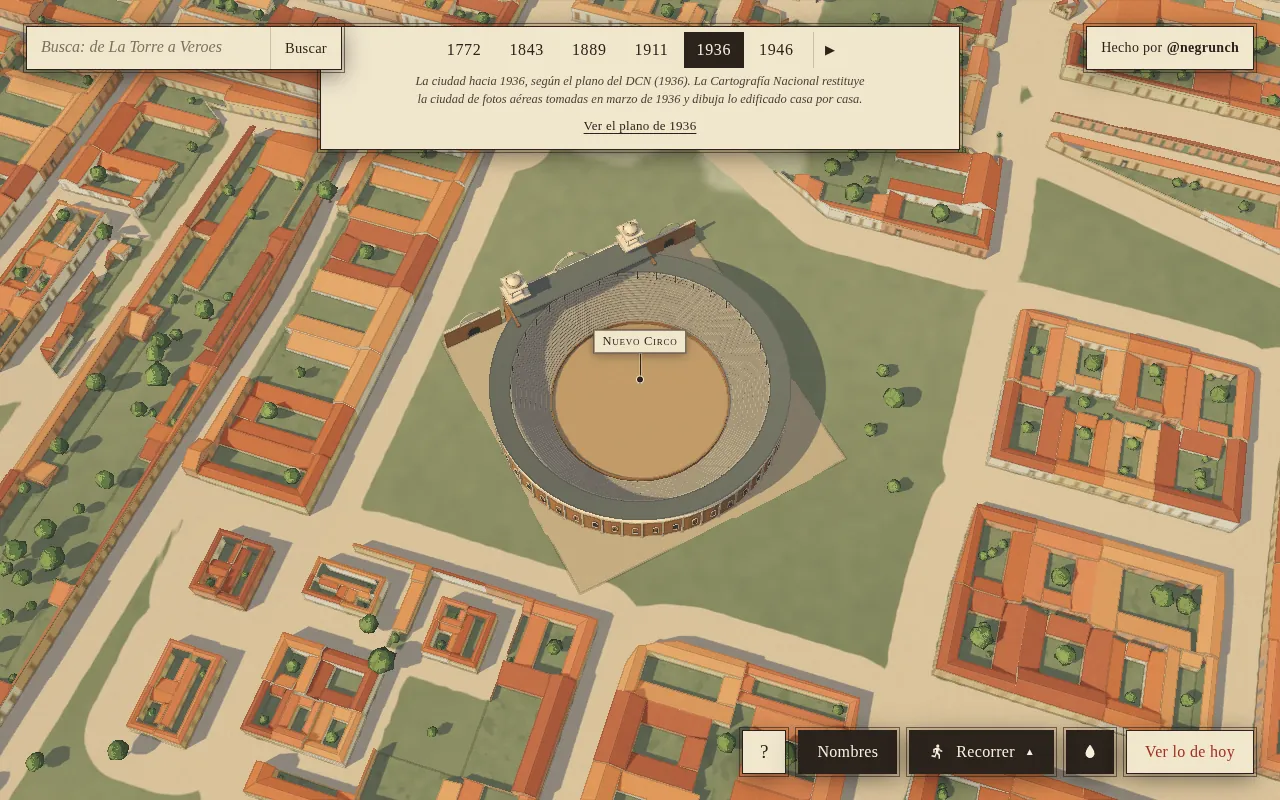 Busca: de La Torre a Veroes
Buscar
1772 1843 1889 1911 1936 1946 ▶
La ciudad hacia 1936, según el plano del DCN (1936). La Cartografía Nacional restituye
la ciudad de fotos aéreas tomadas en marzo de 1936 y dibuja lo edificado casa por casa.
Ver el plano de 1936
Hecho por @negrunch
Nuevo Circo
?
Nombres
Recorrer ▲
Ver lo de hoy